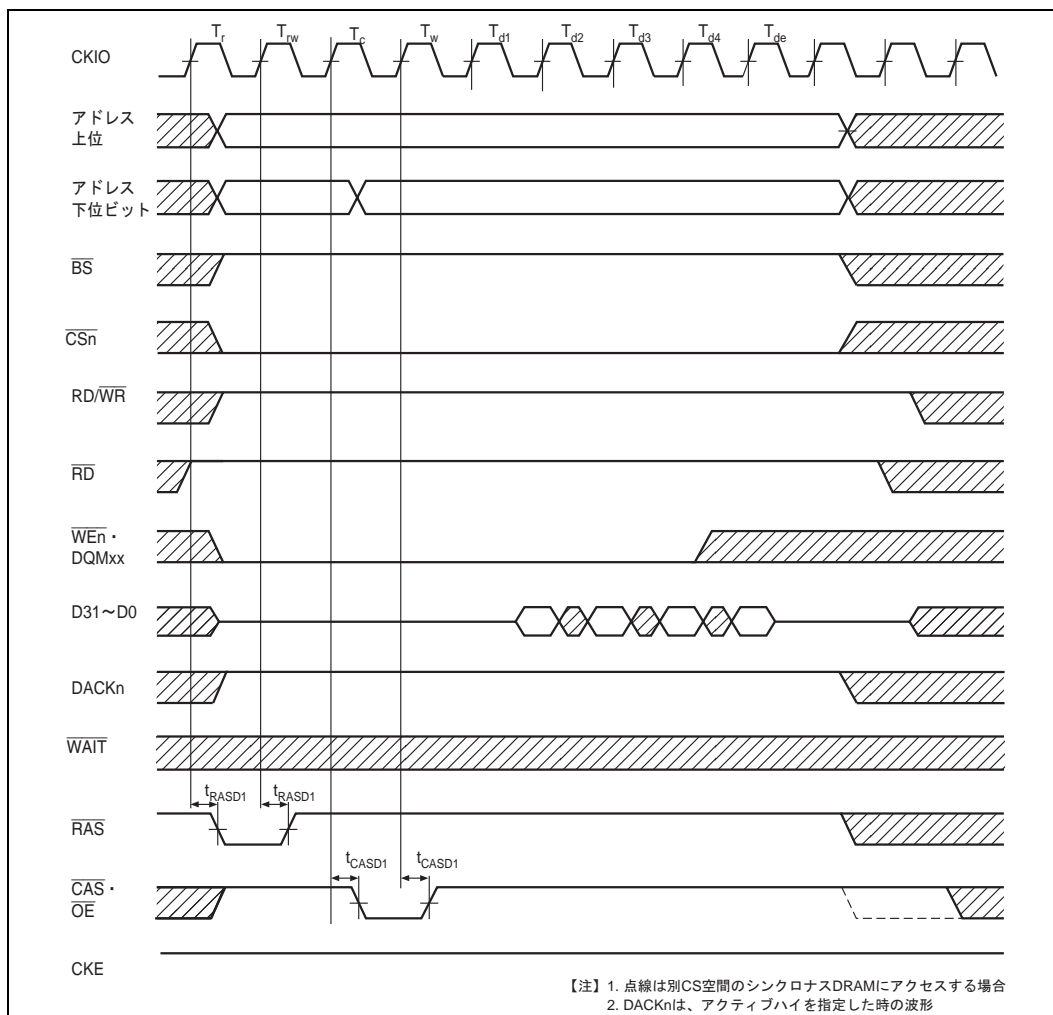 Tr Trw Tc Tw Td1 Td2 Td3 Td4 Tde
CKIO
アドレス
上位
アドレス
下位ビット
BS
CSn
RD/WR
RD
WEn・
DQMxx
D31～D0
DACKn
WAIT
tRASD1 tRASD1
RAS
tCASD1 tCASD1
CAS・
OE
CKE
【注】1. 点線は別CS空間のシンクロナスDRAMにアクセスする場合
2. DACKnは、アクティブハイを指定した時の波形